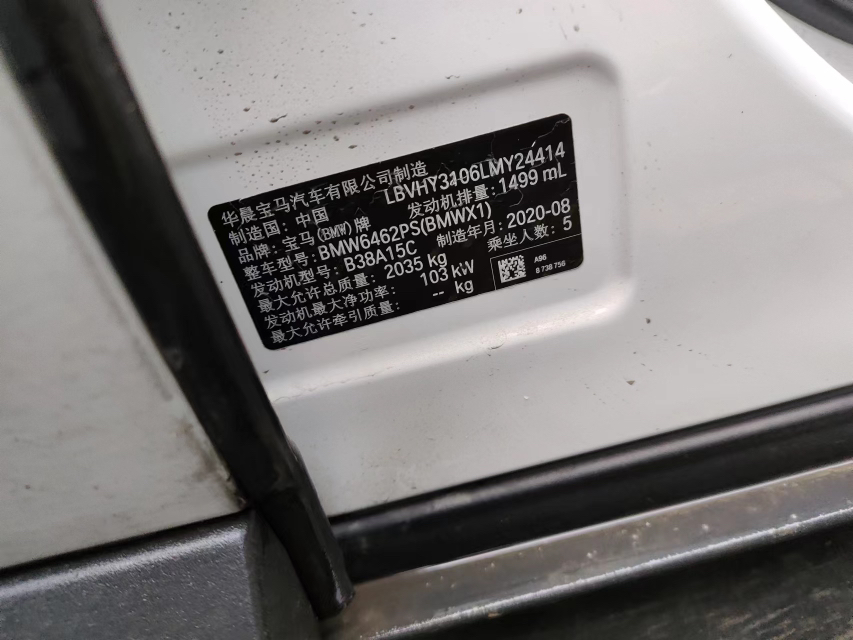 华晨宝马汽车有限公司制造
制造国: 中国 LBVHY3106LMY24414
品牌: 宝马(BMW)牌 发动机排量: 1499 mL
整车型号: BMW6462PS(BMWX1)
发动机型号: B38A15C 制造年月: 2020-08
最大允许总质量: 2035 kg 乘坐人数: 5
发动机最大净功率: 103 kW
最大允许牵引质量: -- kg
A96
8 738 756